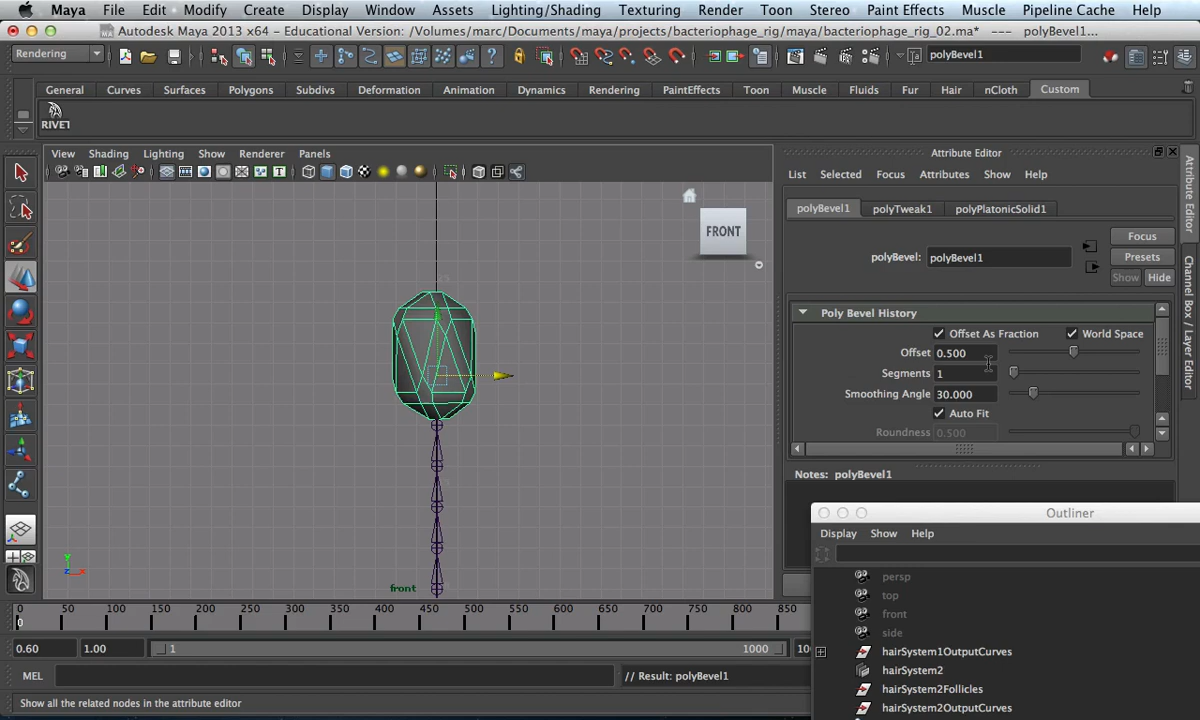 Maya File Edit Modify Create Display Window Assets Lighting/Shading Texturing Render Toon Stereo Paint Effects Muscle Pipeline Cache Help
Autodesk Maya 2013 x64 - Educational Version: /Volumes/marc/Documents/maya/projects/bacteriophage_rig/maya/bacteriophage_rig_02.ma* --- polyBevel1...
Rendering
polyBevel1
General Curves Surfaces Polygons Subdivs Deformation Animation Dynamics Rendering PaintEffects Toon Muscle Fluids Fur Hair nCloth Custom
RIVET
View Shading Lighting Show Renderer Panels
Attribute Editor
List Selected Focus Attributes Show Help
polyBevel1 polyTweak1 polyPlatonicSolid1
Focus
polyBevel: polyBevel1
Presets
Show Hide
Poly Bevel History
Offset As Fraction World Space
Offset 0.500
Segments 1
Smoothing Angle 30.000
Auto Fit
Roundness 0.500
Notes: polyBevel1
Attribute Editor
Channel Box / Layer Editor
FRONT
Y
Z
front
Outliner
Display Show Help
persp
top
front
side
hairSystem1OutputCurves
hairSystem2
hairSystem2Follicles
hairSystem2OutputCurves
0 50 100 150 200 250 300 350 400 450 500 550 600 650 700 750 800 850
0
0.60 1.00 1 1000
MEL // Result: polyBevel1
Show all the related nodes in the attribute editor